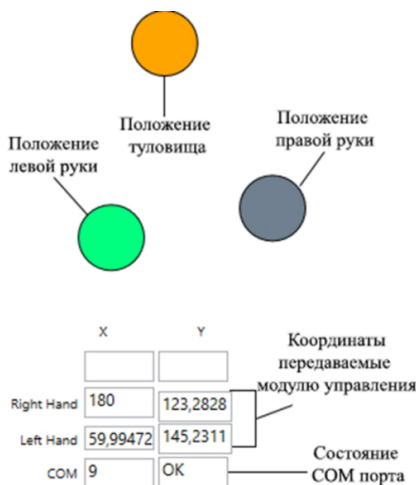 Положение
туловища
Положение
правой руки
Положение
левой руки
X Y
Координаты
передаваемые
модулю управления
Right Hand 180 123,2828
Left Hand 59,99472 145,2311
COM 9 OK
Состояние
COM порта